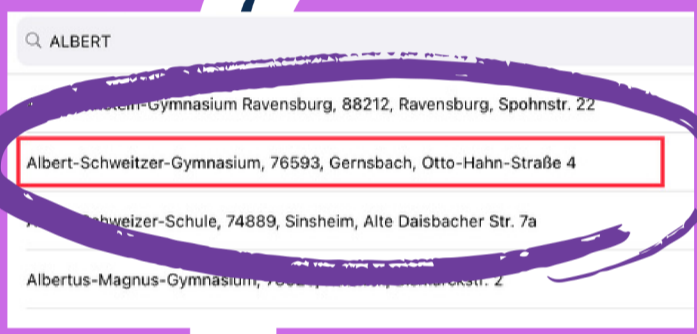 ALBERT
Gymnasium Ravensburg, 88212, Ravensburg, Spohnstr. 22
Albert-Schweitzer-Gymnasium, 76593, Gernsbach, Otto-Hahn-Straße 4
hweizer-Schule, 74889, Sinsheim, Alte Daisbacher Str. 7a
Albertus-Magnus-Gymnasium, 2